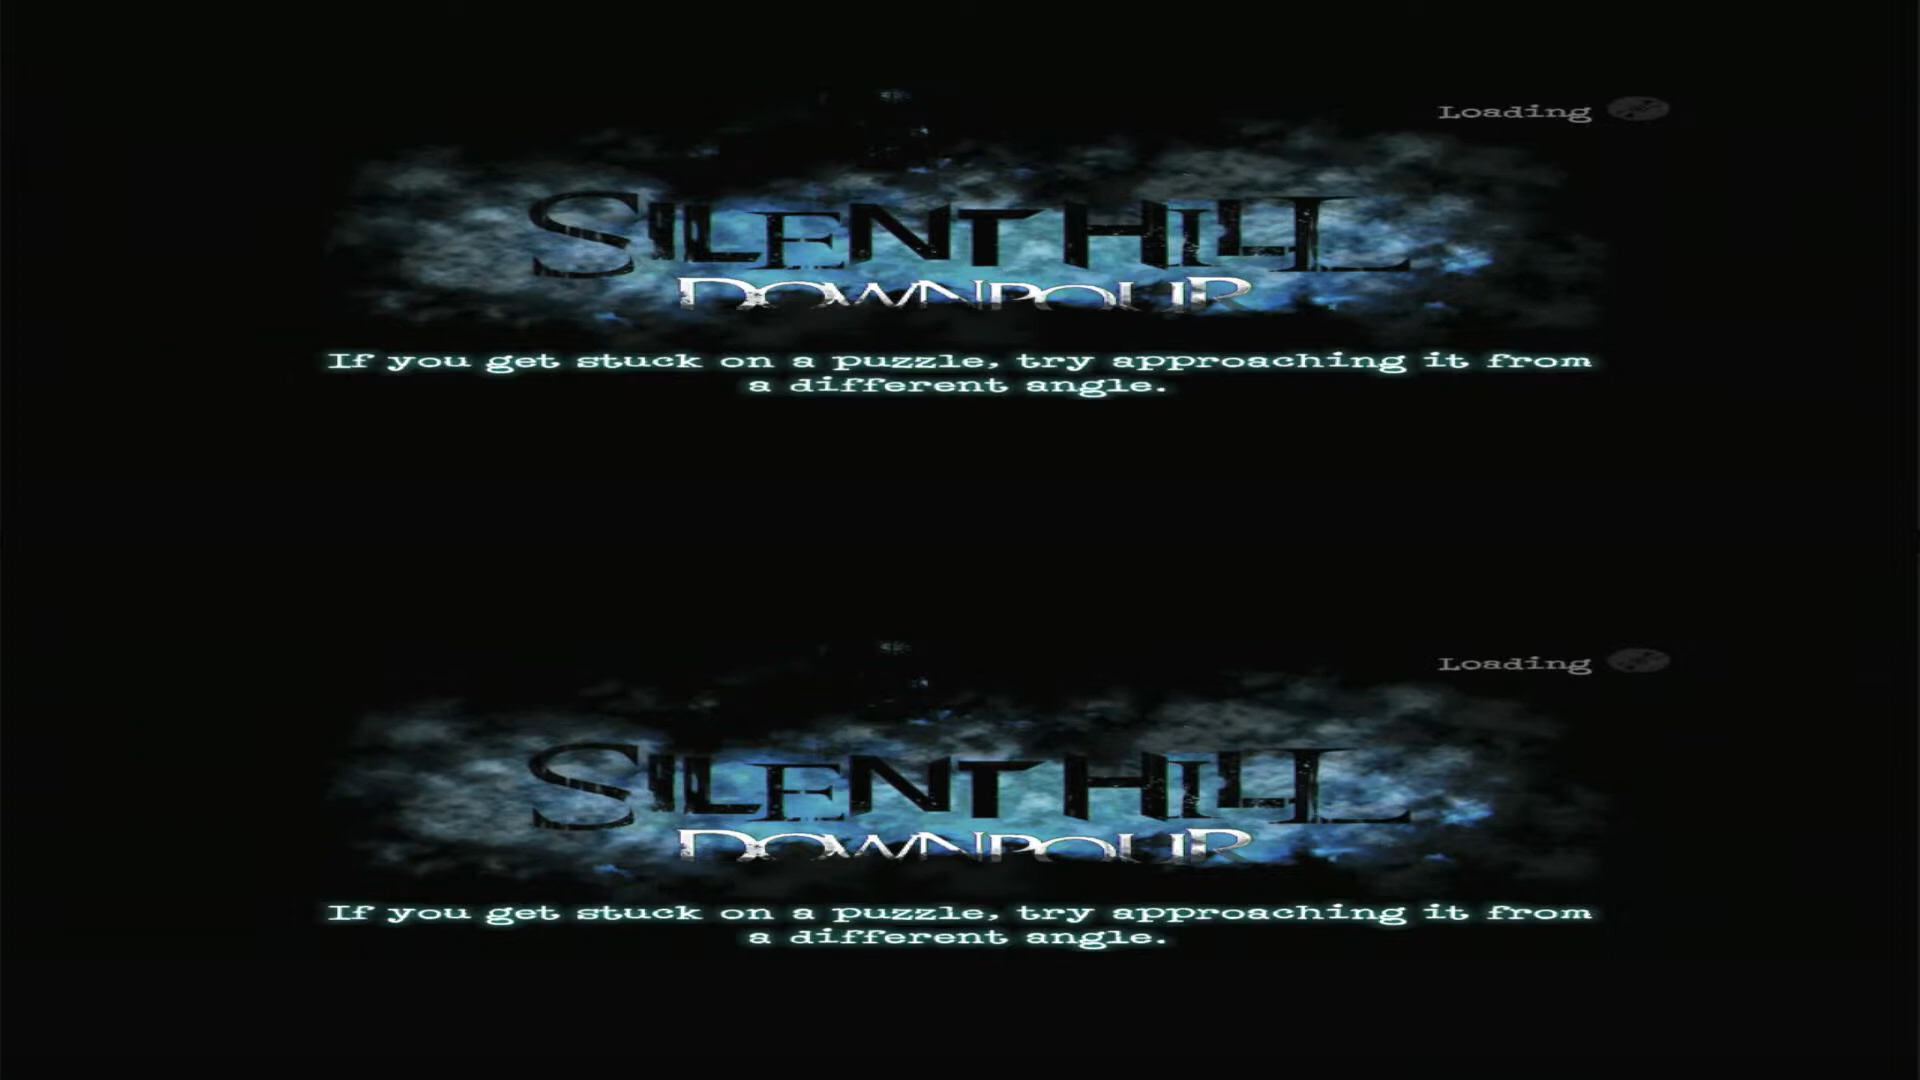 Loading
SILENT HILL
DOWNPOUR
If you get stuck on a puzzle, try approaching it from
a different angle.
Loading
SILENT HILL
DOWNPOUR
If you get stuck on a puzzle, try approaching it from
a different angle.